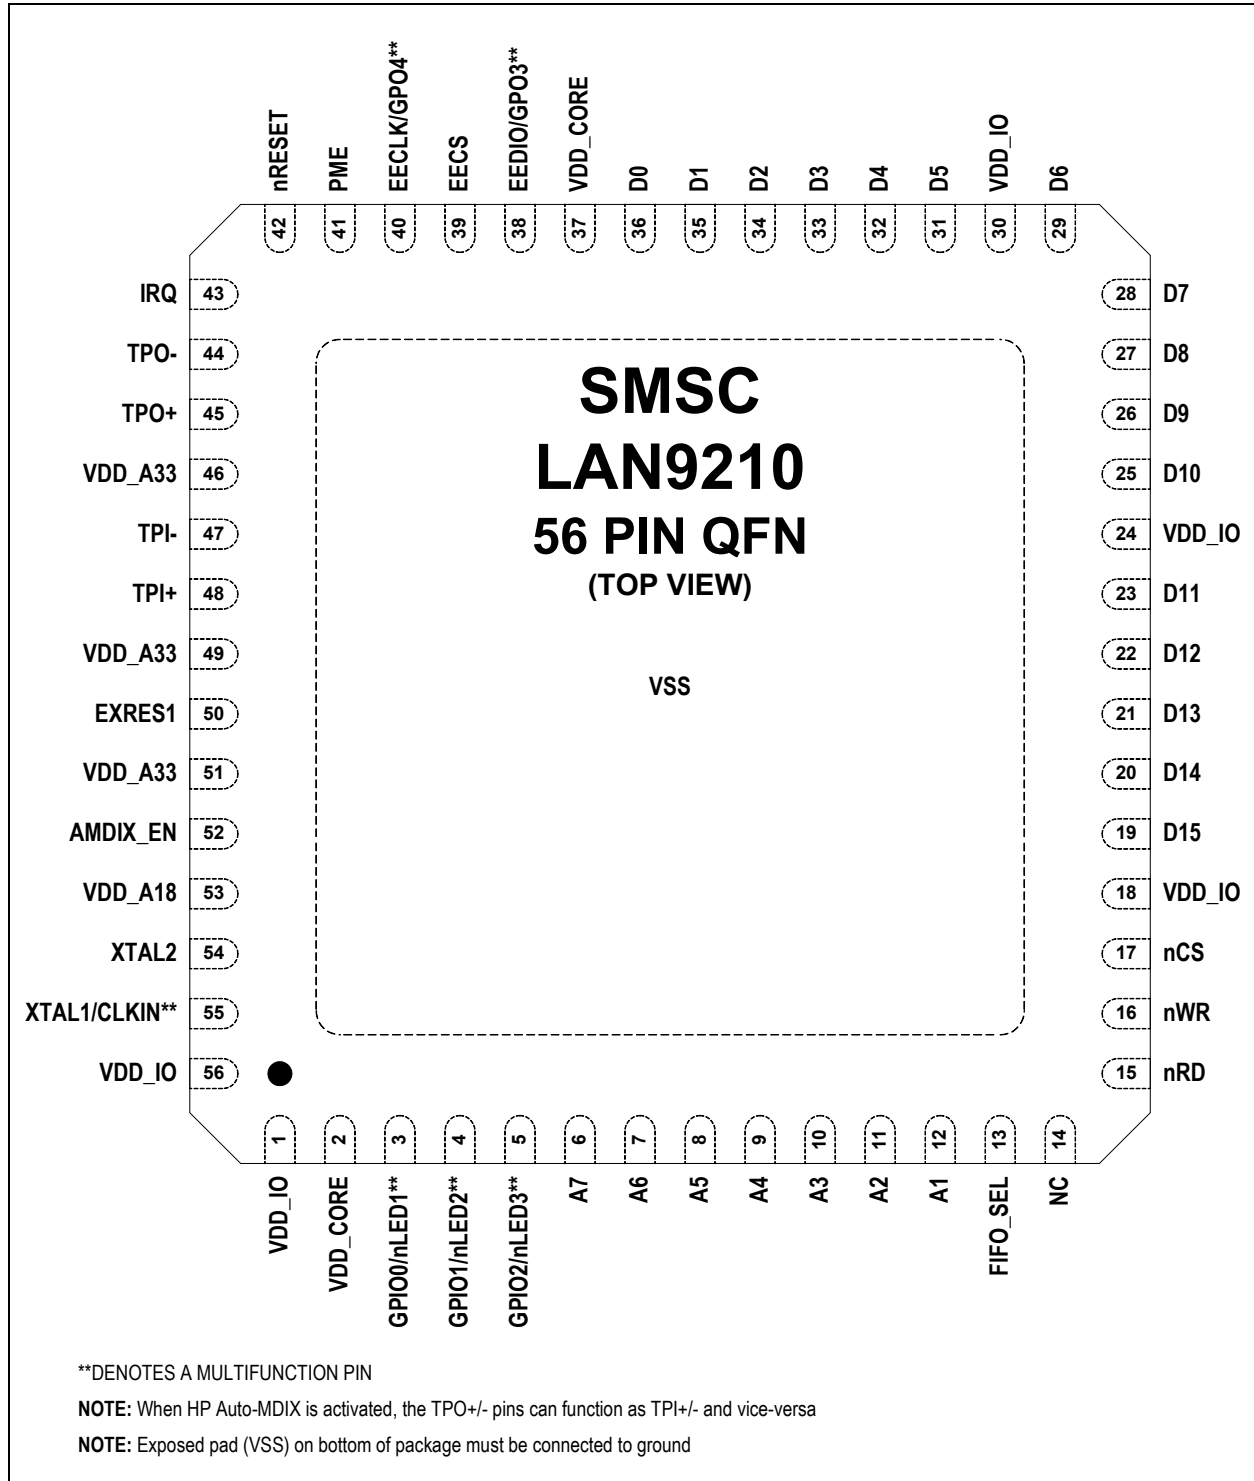 nRESET
PME
EECLK/GPO4**
EECS
EEDIO/GPO3**
VDD_CORE
D0
D1
D2
D3
D4
D5
VDD_IO
D6
42
41
40
39
38
37
36
35
34
33
32
31
30
29
IRQ 43
TPO- 44
TPO+ 45
VDD_A33 46
TPI- 47
TPI+ 48
VDD_A33 49
EXRES1 50
VDD_A33 51
AMDIX_EN 52
VDD_A18 53
XTAL2 54
XTAL1/CLKIN** 55
VDD_IO 56
SMSC
LAN9210
56 PIN QFN
(TOP VIEW)
VSS
28 D7
27 D8
26 D9
25 D10
24 VDD_IO
23 D11
22 D12
21 D13
20 D14
19 D15
18 VDD_IO
17 nCS
16 nWR
15 nRD
1
2
3
4
5
6
7
8
9
10
11
12
13
14
VDD_IO
VDD_CORE
GPIO0/nLED1**
GPIO1/nLED2**
GPIO2/nLED3**
A7
A6
A5
A4
A3
A2
A1
FIFO_SEL
NC
**DENOTES A MULTIFUNCTION PIN
NOTE: When HP Auto-MDIX is activated, the TPO+/- pins can function as TPI+/- and vice-versa
NOTE: Exposed pad (VSS) on bottom of package must be connected to ground